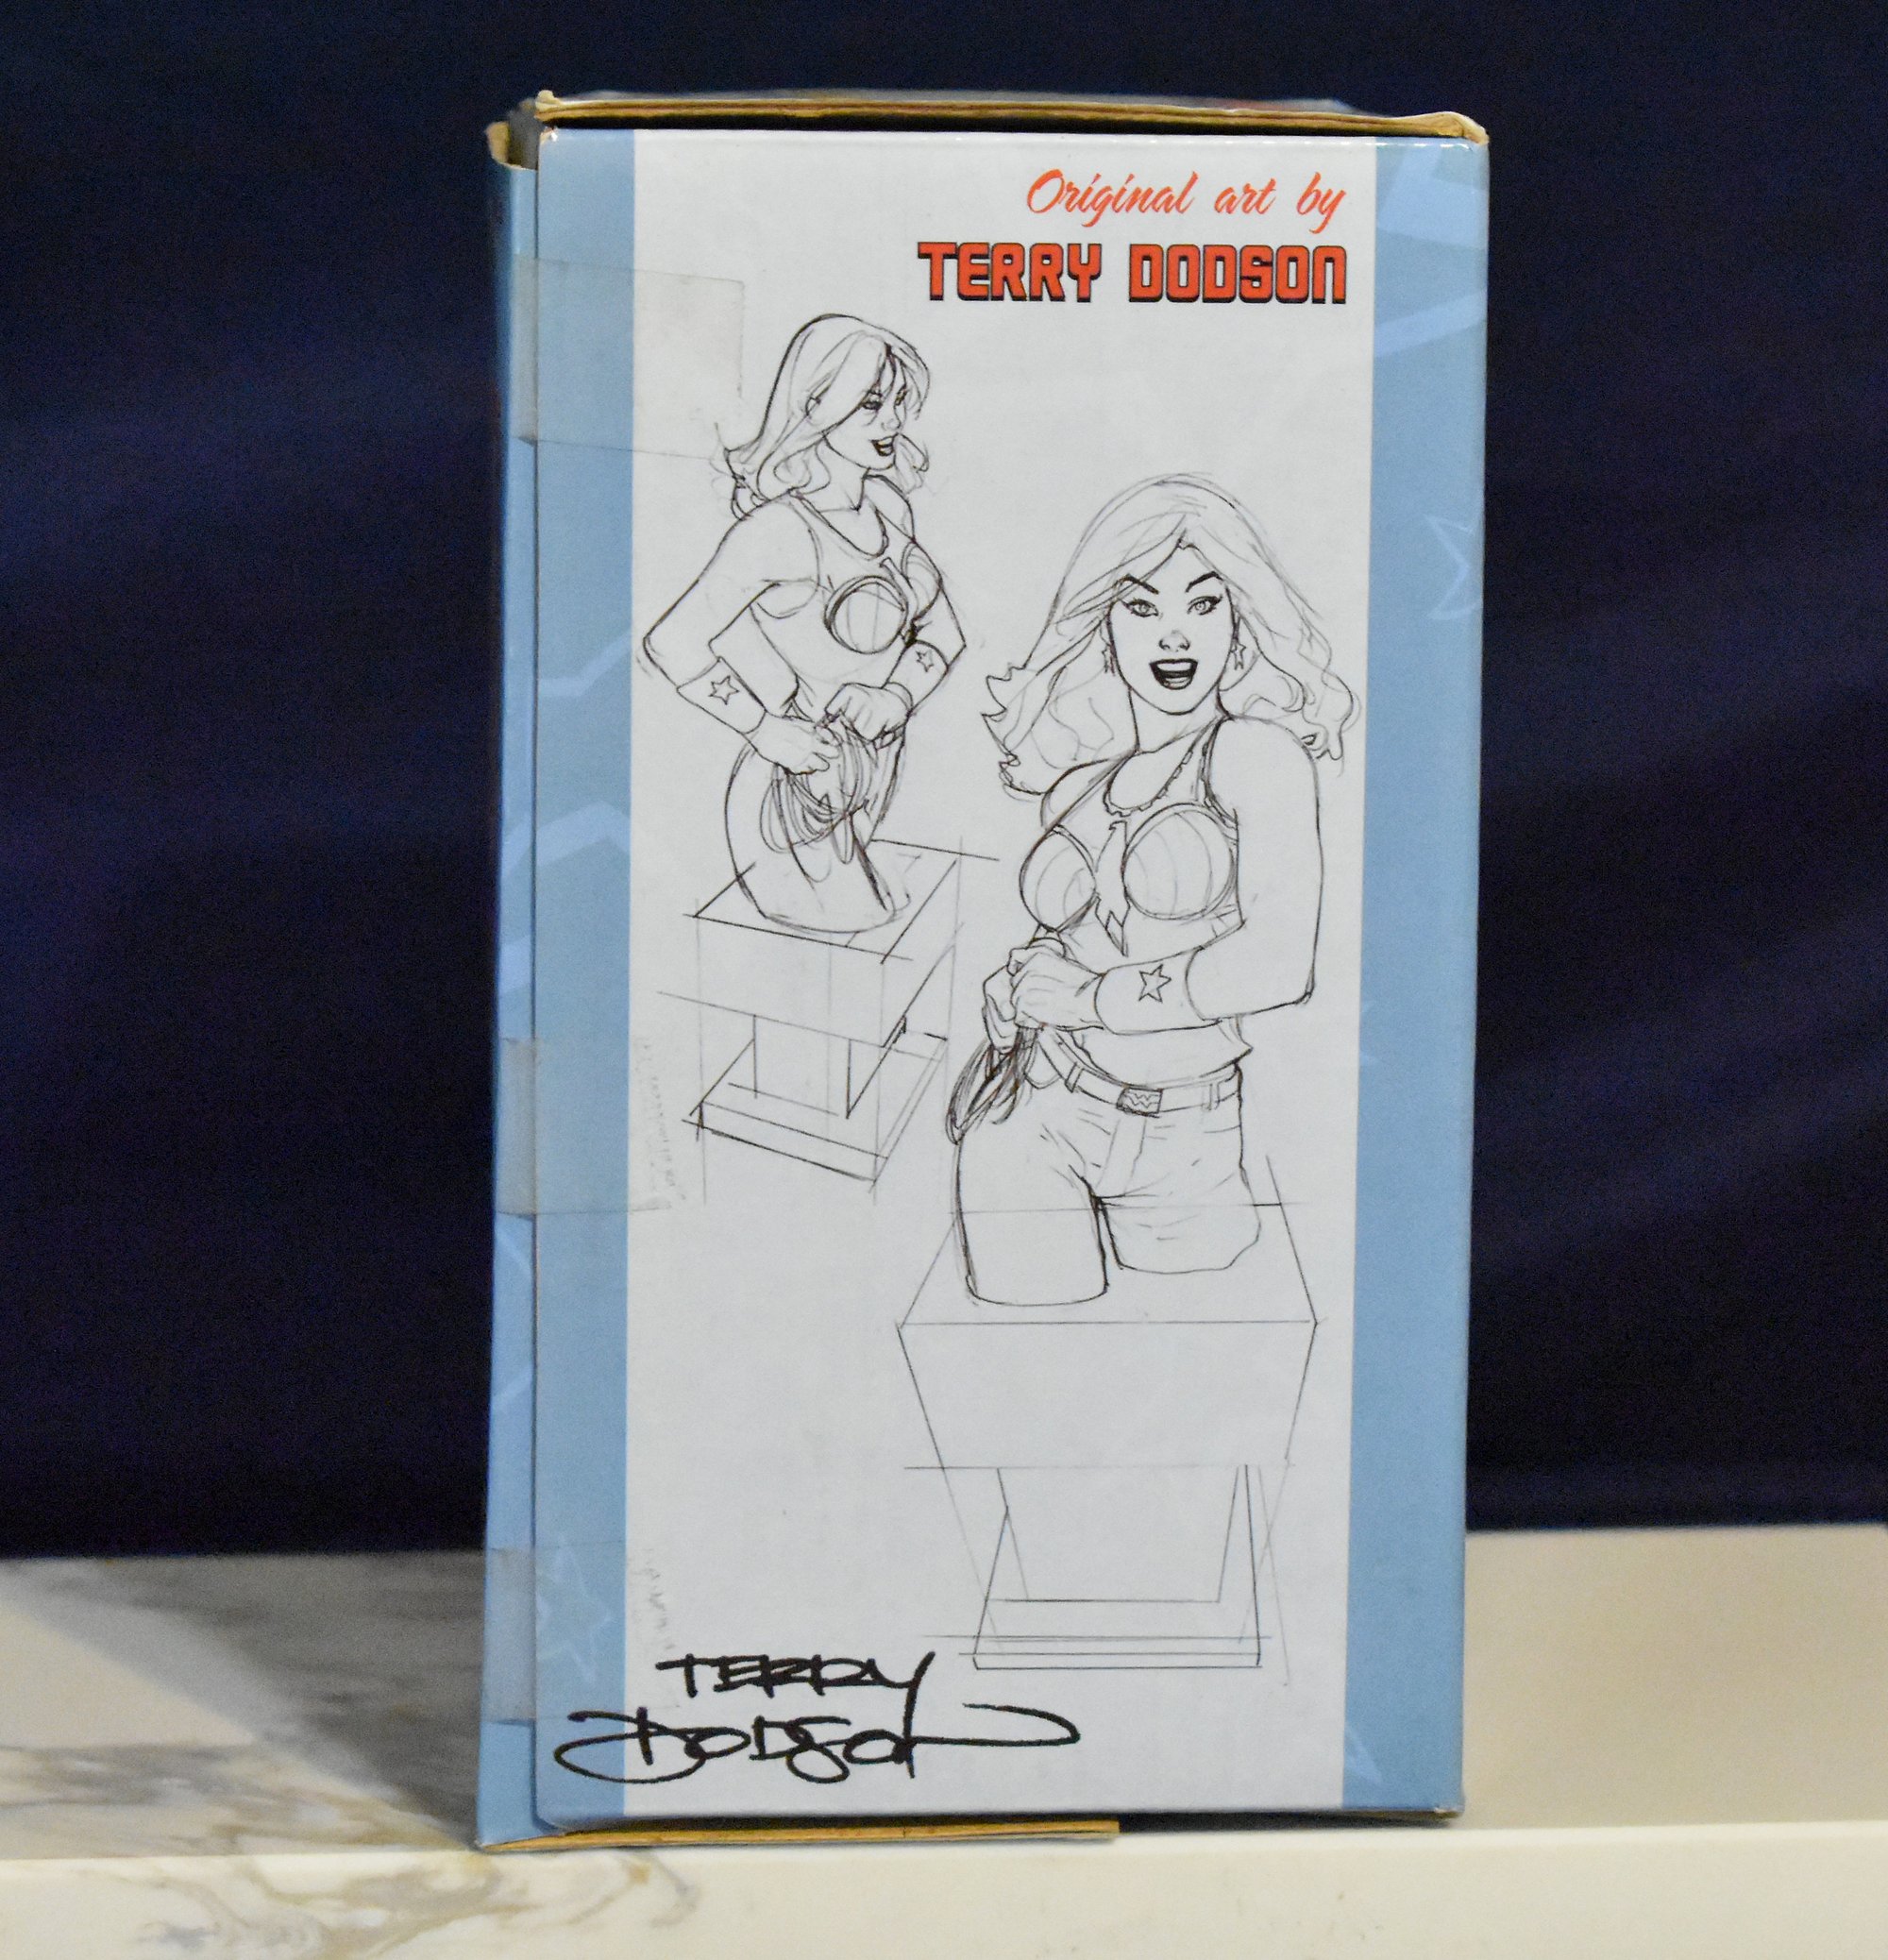 Original art by
TERRY DODSON
TERRY
DODSON